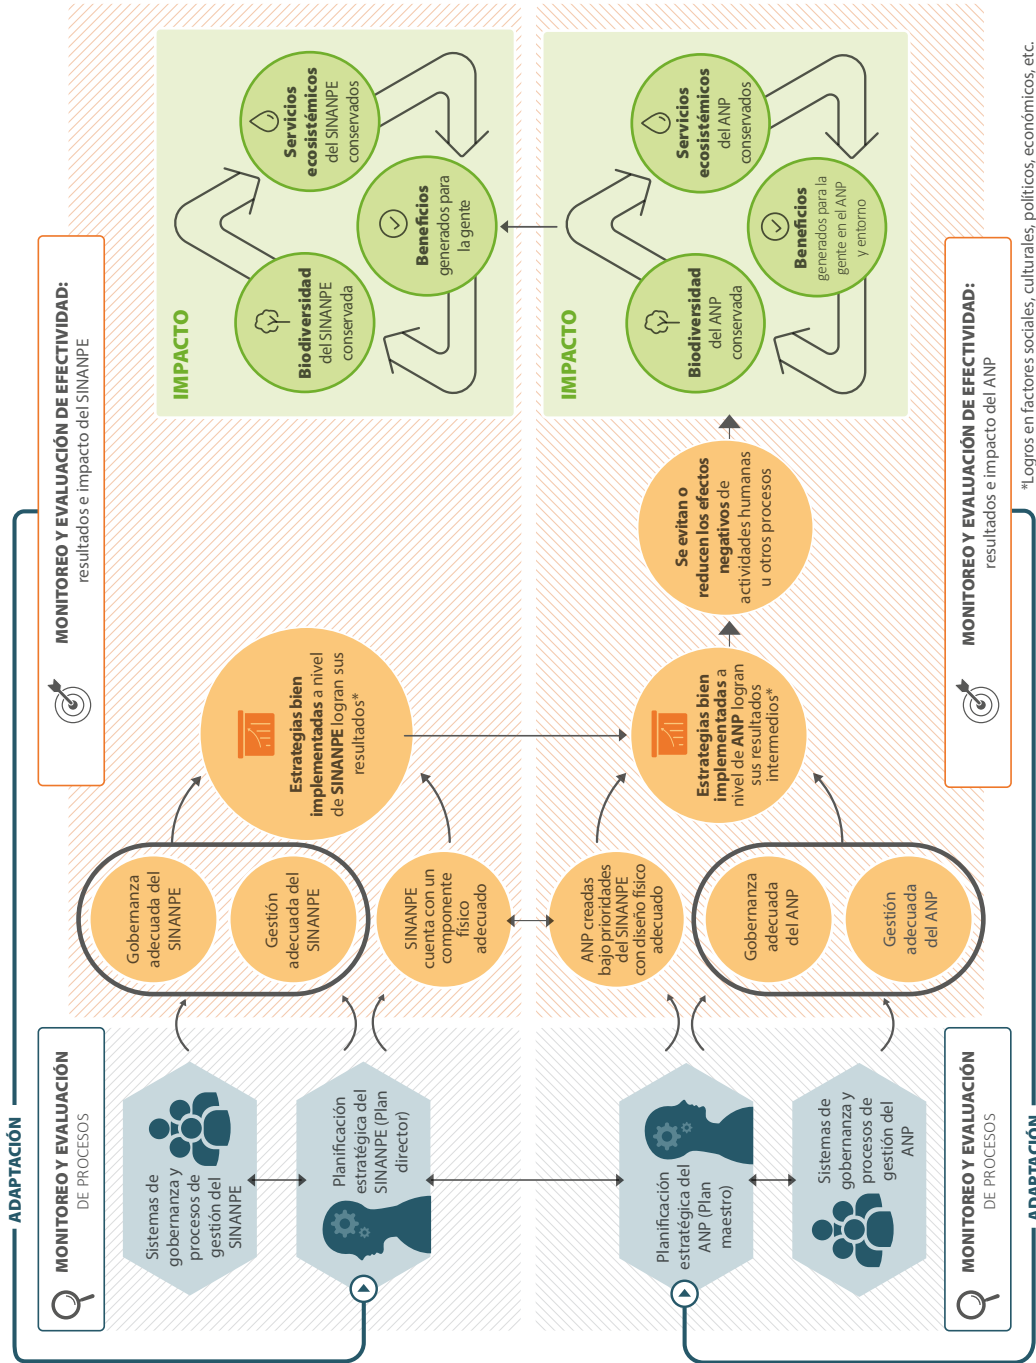 ADAPTACIÓN
MONITOREO Y EVALUACIÓN
DE PROCESOS
MONITOREO Y EVALUACIÓN DE EFECTIVIDAD:
resultados e impacto del SINANPE
Sistemas de
gobernanza y
procesos de
gestión del
SINANPE
Planificación
estratégica del
SINANPE (Plan
director)
Gobernanza
adecuada del
SINANPE
Gestión
adecuada del
SINANPE
SINANPE
cuenta con un
componente
físico
adecuado
Estrategias bien
implementadas a nivel
de SINANPE logran sus
resultados*
IMPACTO
Biodiversidad
del SINANPE
conservada
Servicios
ecosistémicos
del SINANPE
conservados
Beneficios
generados para
la gente
Planificación
estratégica del
ANP (Plan
maestro)
Sistemas de
gobernanza y
procesos de
gestión del
ANP
ANP creadas
bajo prioridades
del SINANPE
con diseño físico
adecuado
Gobernanza
adecuada
del ANP
Gestión
adecuada
del ANP
Estrategias bien
implementadas a
nivel de ANP logran
sus resultados
intermedios*
Se evitan o
reducen los efectos
negativos de
actividades humanas
u otros procesos
IMPACTO
Biodiversidad
del ANP
conservada
Servicios
ecosistémicos
del ANP
conservados
Beneficios
generados para la
gente en el ANP
y entorno
MONITOREO Y EVALUACIÓN
DE PROCESOS
MONITOREO Y EVALUACIÓN DE EFECTIVIDAD:
resultados e impacto del ANP
ADAPTACIÓN
*Logros en factores sociales, culturales, políticos, económicos, etc.